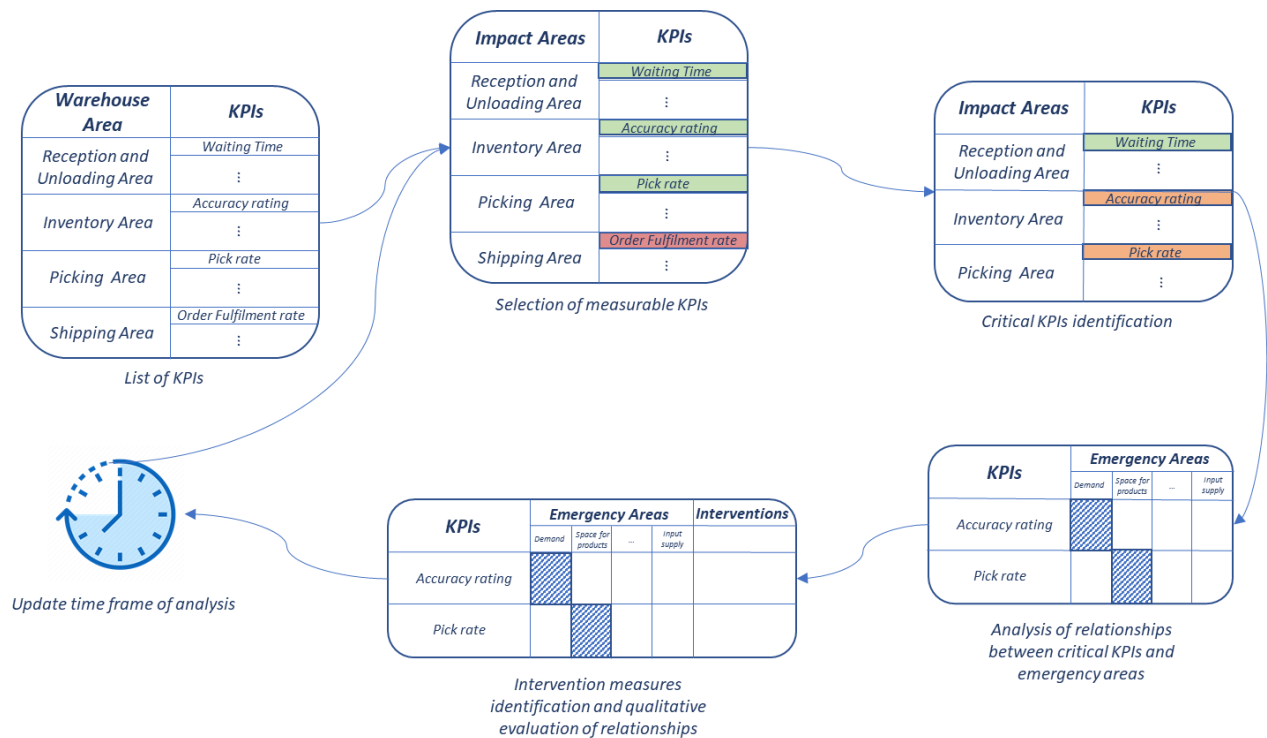 Warehouse
Area
KPIs
Reception and
Unloading Area
Waiting Time
⋮
Inventory Area
Accuracy rating
⋮
Picking Area
Pick rate
⋮
Shipping Area
Order Fulfilment rate
⋮
List of KPIs
Impact Areas
KPIs
Reception and
Unloading Area
Waiting Time
⋮
Inventory Area
Accuracy rating
⋮
Picking Area
Pick rate
⋮
Shipping Area
Order Fulfilment rate
⋮
Selection of measurable KPIs
Impact Areas
KPIs
Reception and
Unloading Area
Waiting Time
⋮
Inventory Area
Accuracy rating
⋮
Picking Area
Pick rate
⋮
Critical KPIs identification
KPIs
Emergency Areas
Demand
Space for
products
...
Input
supply
Accuracy rating
Pick rate
Analysis of relationships
between critical KPIs and
emergency areas
KPIs
Emergency Areas
Interventions
Demand
Space for
products
...
Input
supply
Accuracy rating
Pick rate
Intervention measures
identification and qualitative
evaluation of relationships
Update time frame of analysis